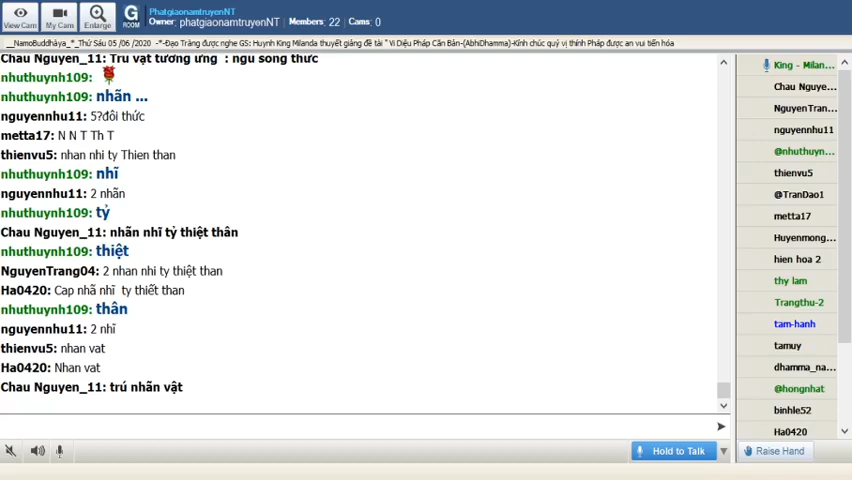 PhatgiaonamtruyenNT
Owner: phatgiaonamtruyenNT Members: 22 Cams: 0
View Cam
My Cam
Enlarge
G
ROOM
__NamoBuddhàya_*_Thứ Sáu 05 /06 /2020 -*-Đạo Tràng được nghe GS: Huynh King Milanda thuyết giảng đề tài " Vi Diệu Pháp Căn Bản-(AbhiDhamma)-Kính chúc quý vị thính Pháp được an vui tiến hóa
Chau Nguyen_11: Trú vật tương ưng : ngũ song thức
nhuthuynh109:
nhuthuynh109: nhãn ...
nguyennhu11: 5?đôi thức
metta17: N N T Th T
thienvu5: nhan nhi ty Thien than
nhuthuynh109: nhĩ
nguyennhu11: 2 nhãn
nhuthuynh109: tỷ
Chau Nguyen_11: nhãn nhĩ tỷ thiệt thân
nhuthuynh109: thiệt
NguyenTrang04: 2 nhan nhi ty thiệt than
Ha0420: Cap nhã nhĩ ty thiết than
nhuthuynh109: thân
nguyennhu11: 2 nhĩ
thienvu5: nhan vat
Ha0420: Nhan vat
Chau Nguyen_11: trú nhãn vật
King - Milan...
Chau Nguye...
NguyenTran...
nguyennhu11
@nhuthuyn...
thienvu5
@TranDao1
metta17
Huyenmong...
hien hoa 2
thy lam
Trangthu-2
tam-hanh
tamuy
dhamma_na...
@hongnhat
binhle52
Ha0420
Hold to Talk
Raise Hand